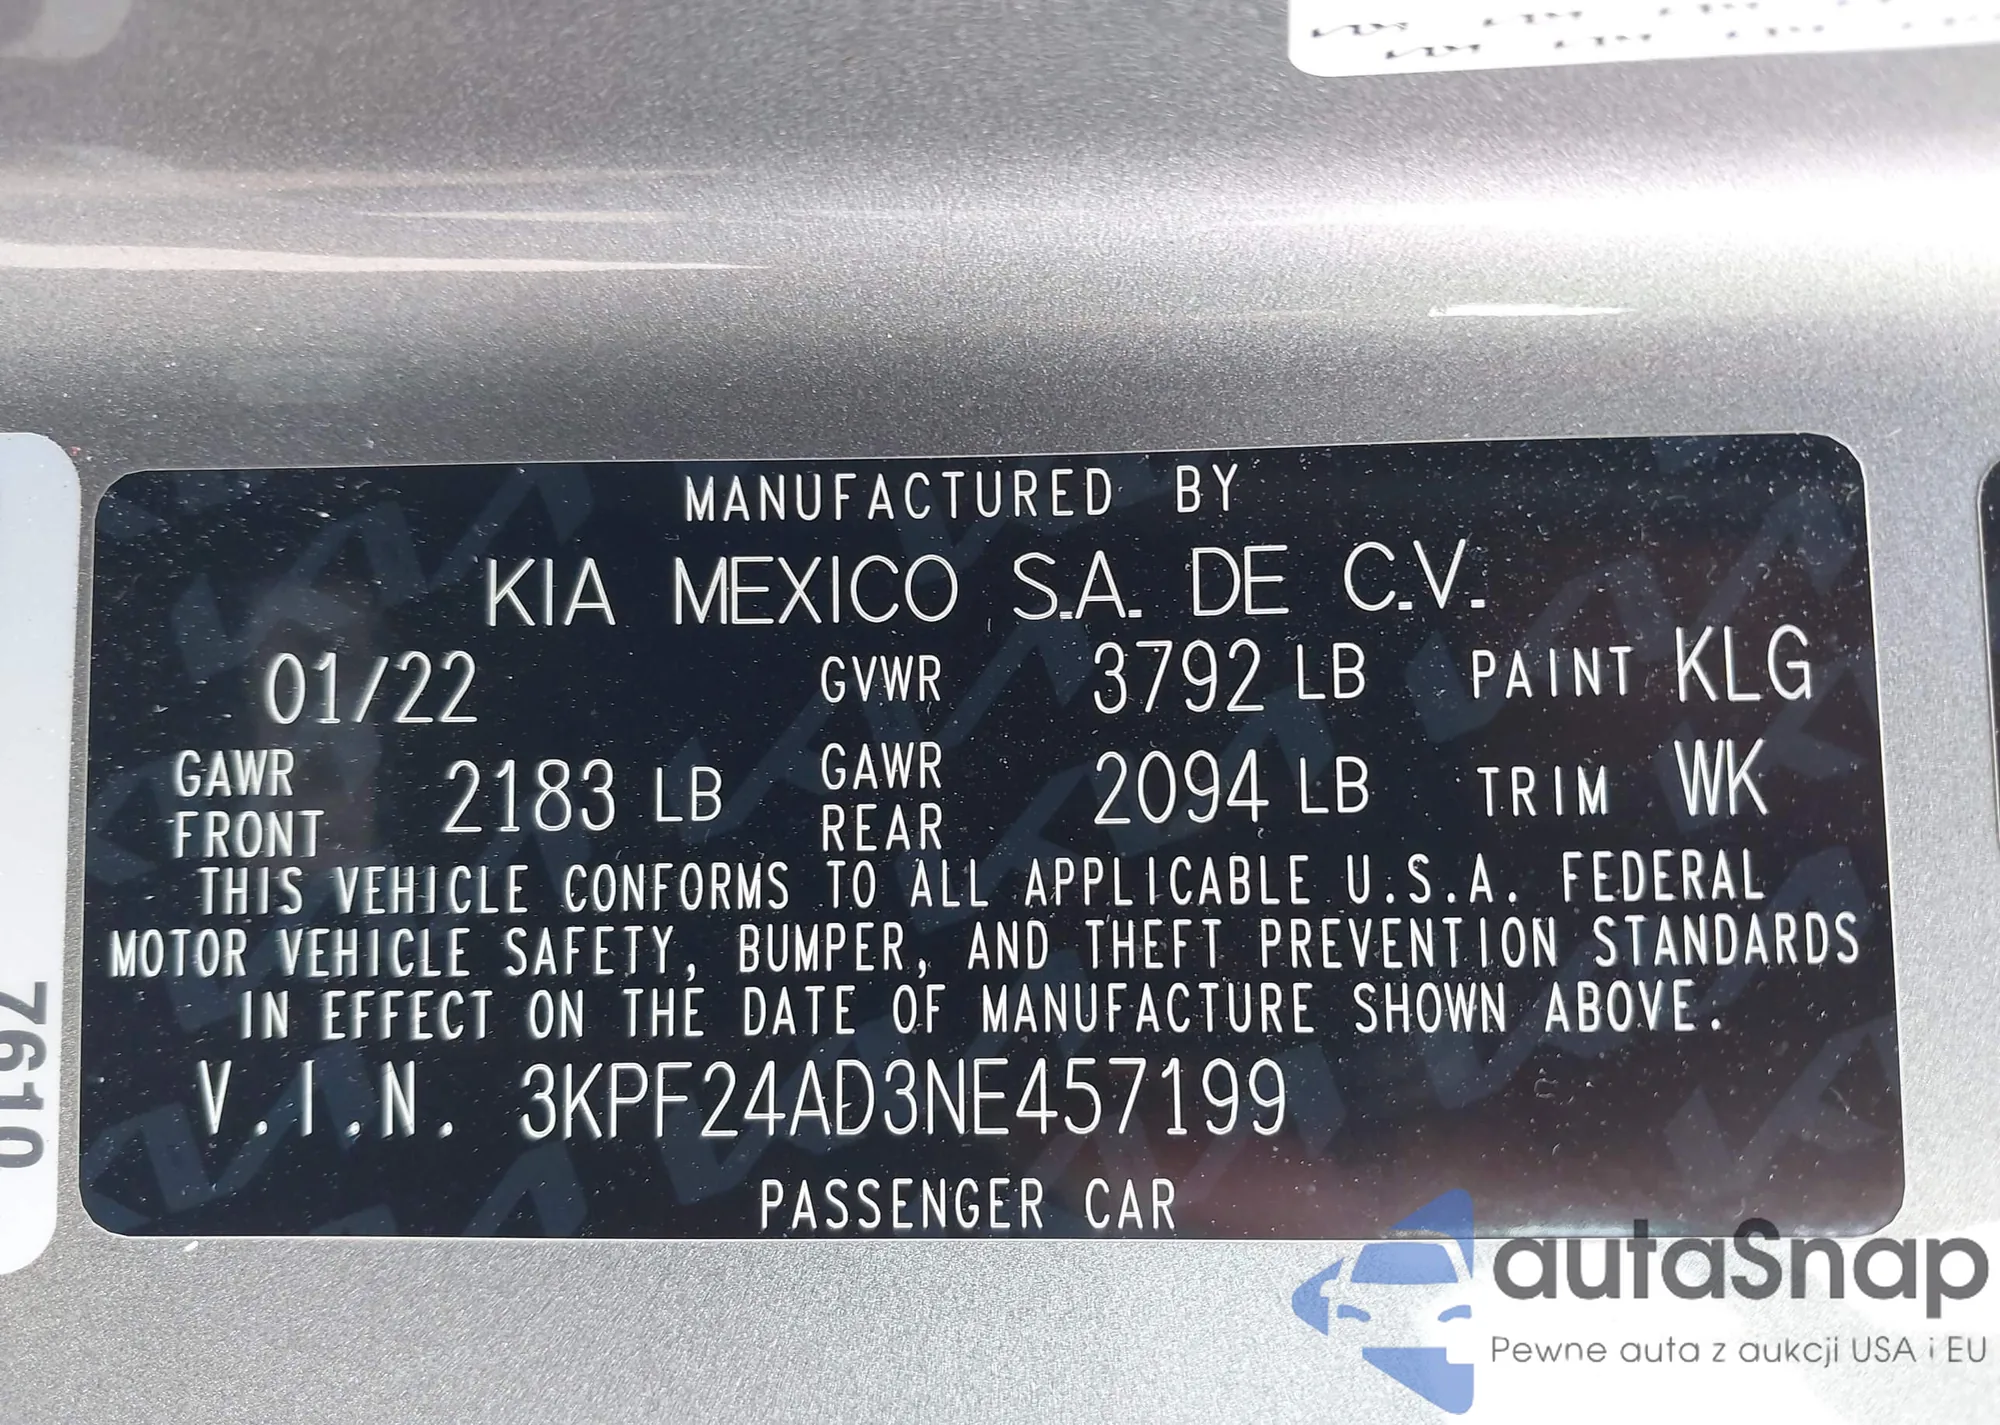 MANUFACTURED BY
KIA MEXICO S.A. DE C.V.
01/22 GVWR 3792 LB PAINT KLG
GAWR FRONT 2183 LB GAWR REAR 2094 LB TRIM WK
THIS VEHICLE CONFORMS TO ALL APPLICABLE U.S.A. FEDERAL
MOTOR VEHICLE SAFETY, BUMPER, AND THEFT PREVENTION STANDARDS
IN EFFECT ON THE DATE OF MANUFACTURE SHOWN ABOVE.
V.I.N. 3KPF24AD3NE457199
PASSENGER CAR
7610
autaSnap
Pewne auta z aukcji USA i EU